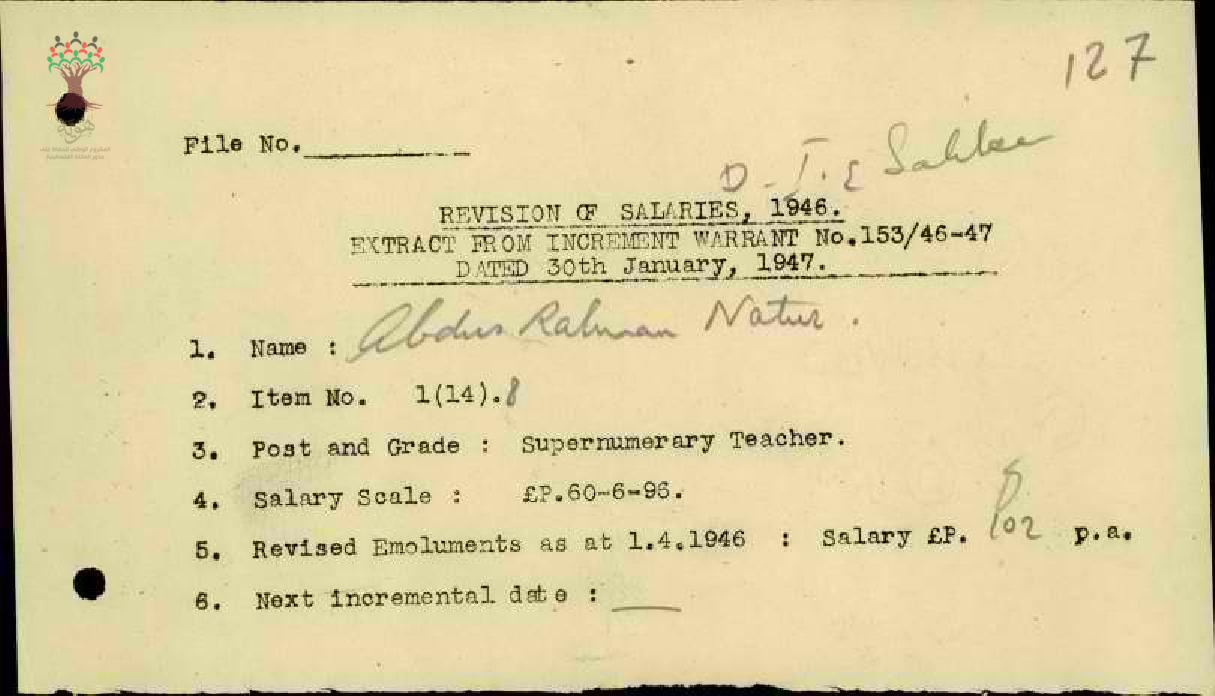 127
File No.
D.I.E
REVISION OF SALARIES, 1946.
EXTRACT FROM INCREMENT WARRANT No.153/46-47
DATED 30th January, 1947.
1. Name : Abdur Rahman Natur.
2. Item No. 1(14).8
3. Post and Grade : Supernumerary Teacher.
4. Salary Scale : £P.60-6-96.
5. Revised Emoluments as at 1.4.1946 : Salary £P. 102 p.a.
6. Next incremental date :